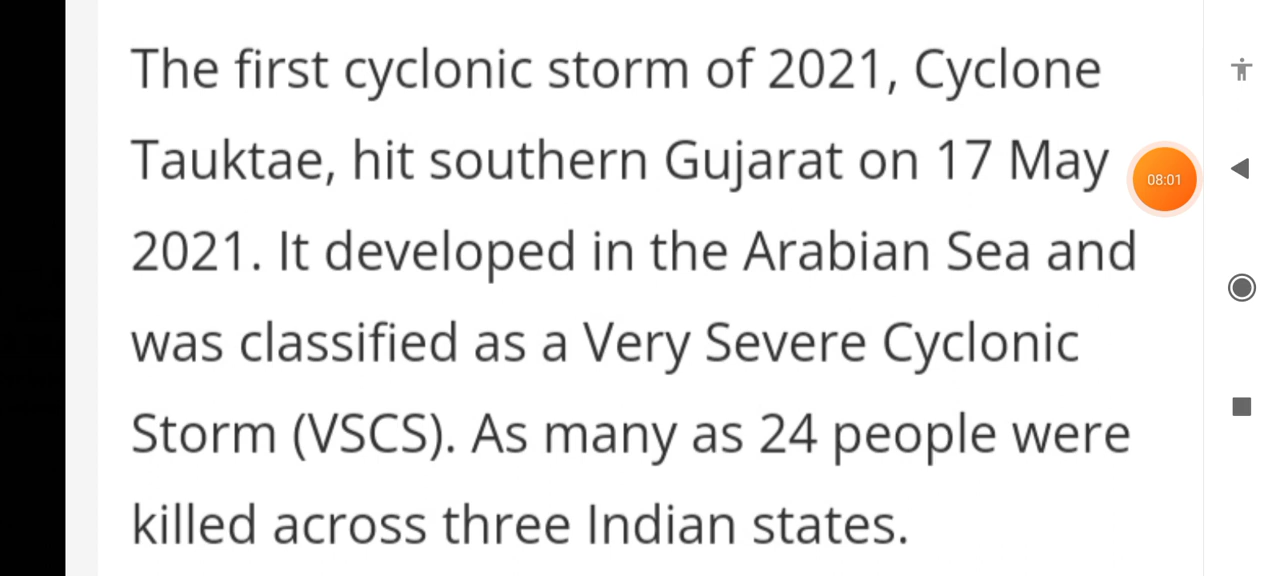 The first cyclonic storm of 2021, Cyclone
Tauktae, hit southern Gujarat on 17 May
08:01
2021. It developed in the Arabian Sea and
was classified as a Very Severe Cyclonic
Storm (VSCS). As many as 24 people were
killed across three Indian states.